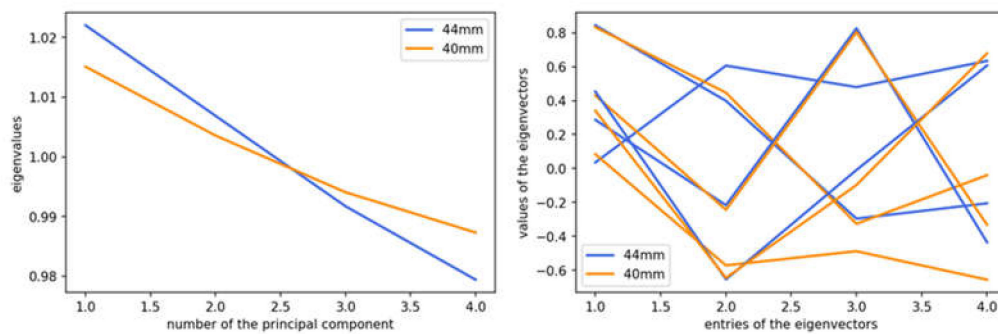 eigenvalues
1.02
1.01
1.00
0.99
0.98
1.0 1.5 2.0 2.5 3.0 3.5 4.0
number of the principal component
44mm
40mm
values of the eigenvectors
0.8
0.6
0.4
0.2
0.0
−0.2
−0.4
−0.6
1.0 1.5 2.0 2.5 3.0 3.5 4.0
entries of the eigenvectors
44mm
40mm